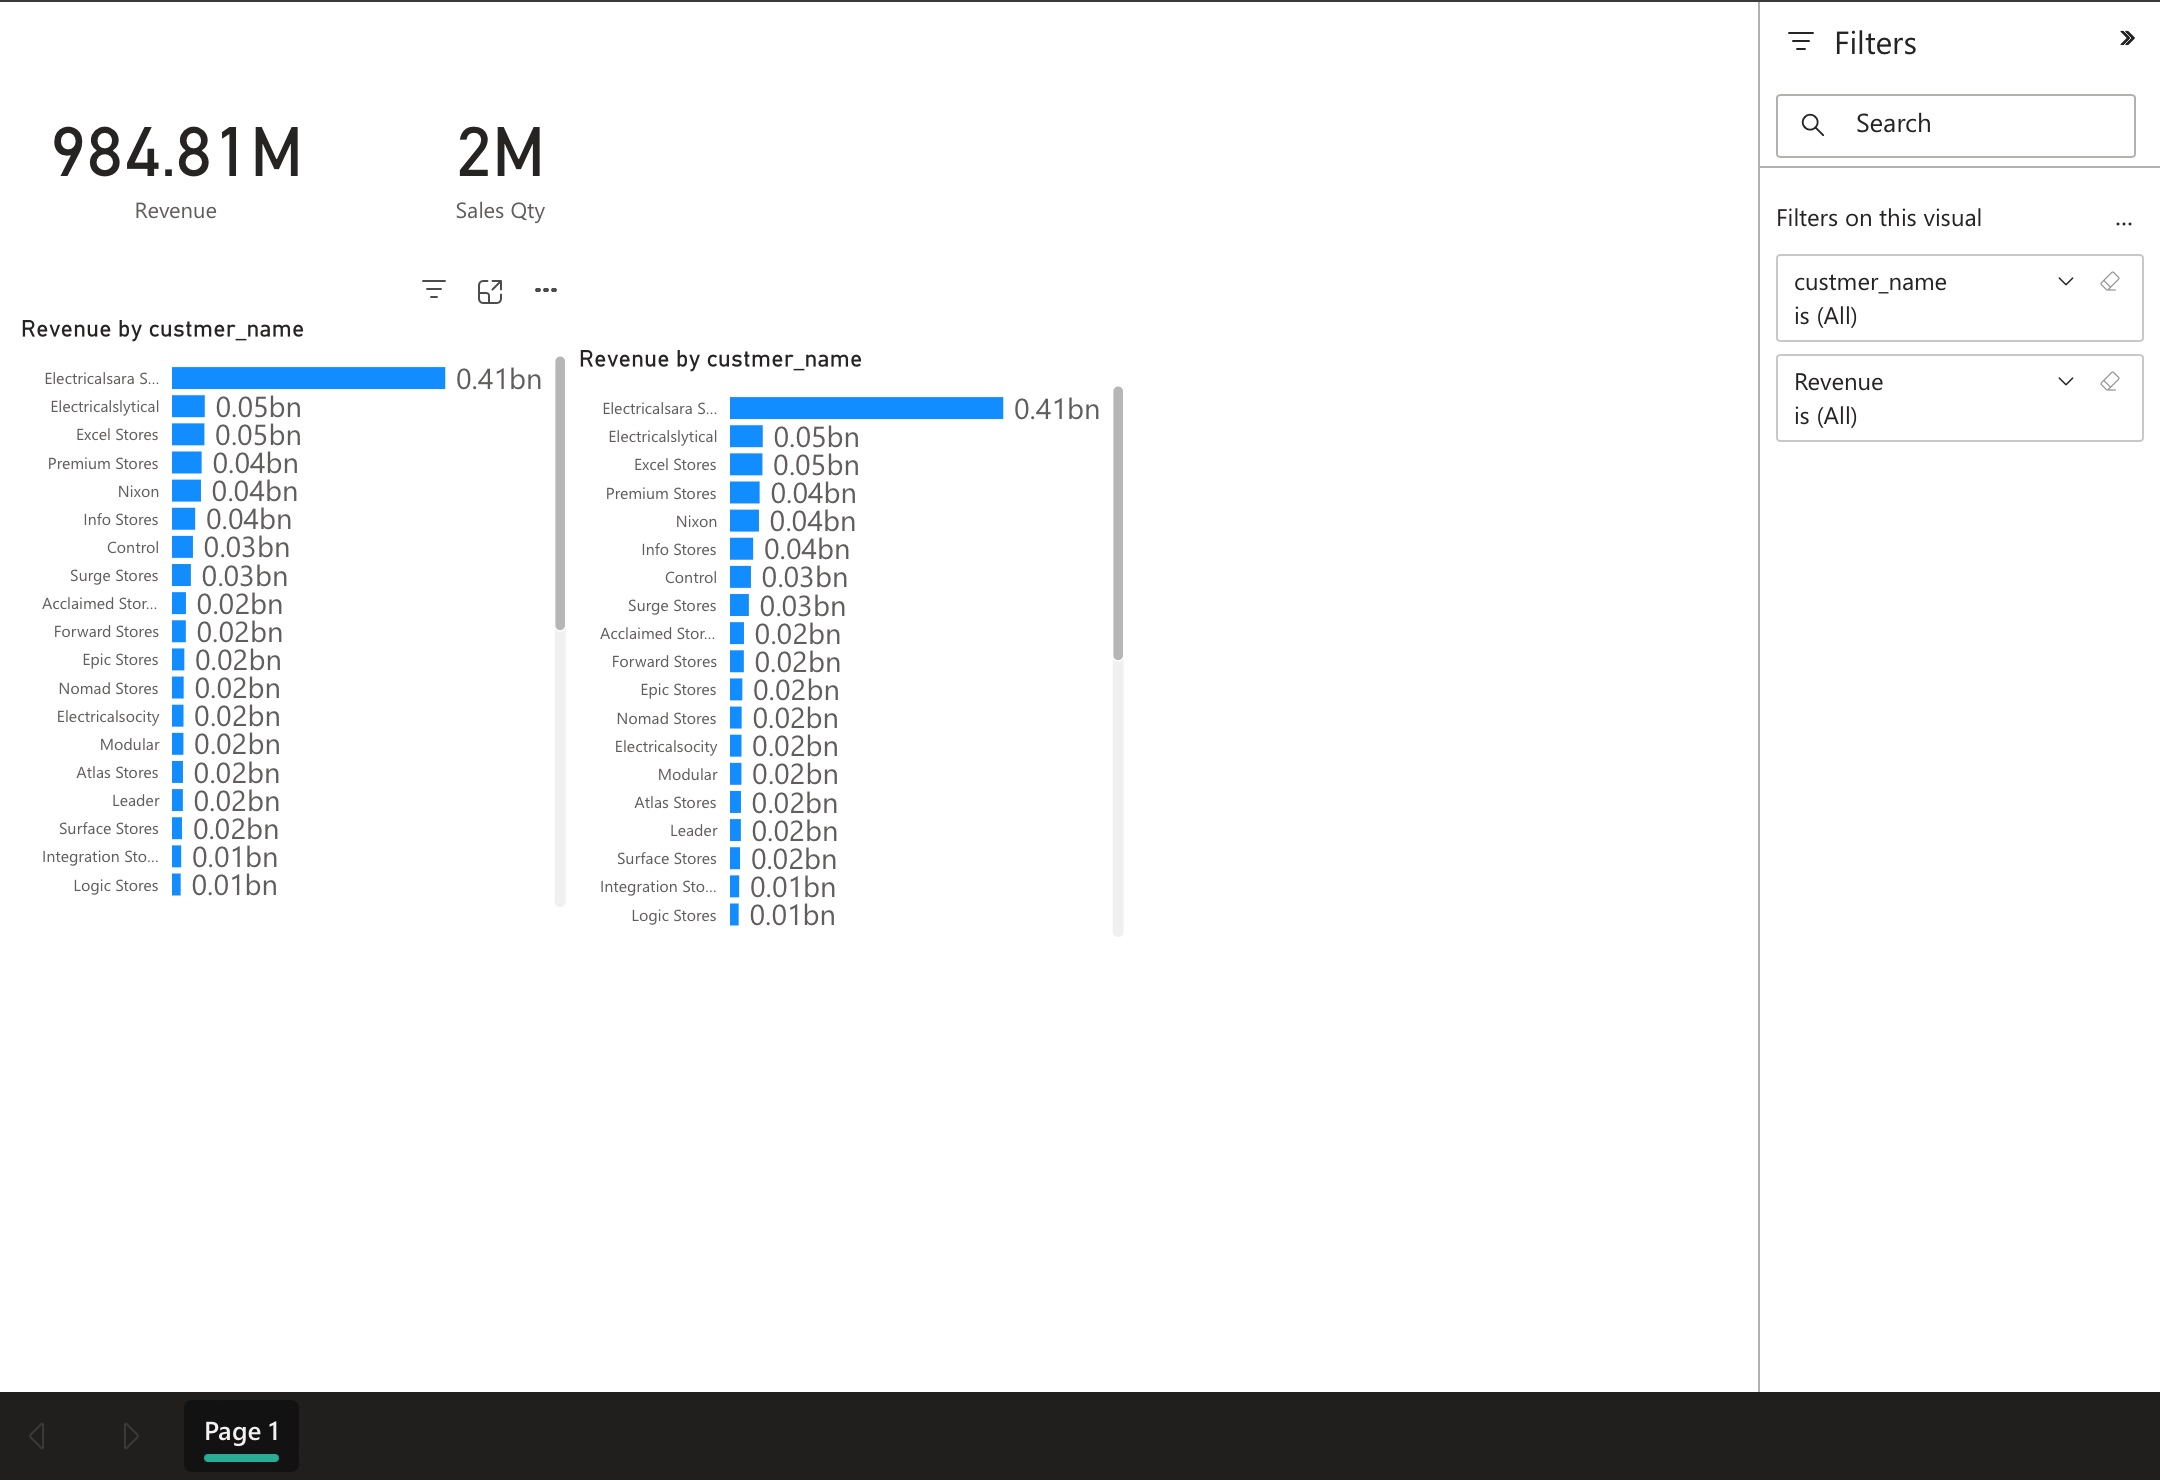 Filters
Search
984.81M
Revenue
2M
Sales Qty
Filters on this visual
...
custmer_name
is (All)
Revenue
is (All)
Revenue by custmer_name
Electricalsara S... 0.41bn
Electricalslytical 0.05bn
Excel Stores 0.05bn
Premium Stores 0.04bn
Nixon 0.04bn
Info Stores 0.04bn
Control 0.03bn
Surge Stores 0.03bn
Acclaimed Stor... 0.02bn
Forward Stores 0.02bn
Epic Stores 0.02bn
Nomad Stores 0.02bn
Electricalsocity 0.02bn
Modular 0.02bn
Atlas Stores 0.02bn
Leader 0.02bn
Surface Stores 0.02bn
Integration Sto... 0.01bn
Logic Stores 0.01bn
Revenue by custmer_name
Electricalsara S... 0.41bn
Electricalslytical 0.05bn
Excel Stores 0.05bn
Premium Stores 0.04bn
Nixon 0.04bn
Info Stores 0.04bn
Control 0.03bn
Surge Stores 0.03bn
Acclaimed Stor... 0.02bn
Forward Stores 0.02bn
Epic Stores 0.02bn
Nomad Stores 0.02bn
Electricalsocity 0.02bn
Modular 0.02bn
Atlas Stores 0.02bn
Leader 0.02bn
Surface Stores 0.02bn
Integration Sto... 0.01bn
Logic Stores 0.01bn
Page 1